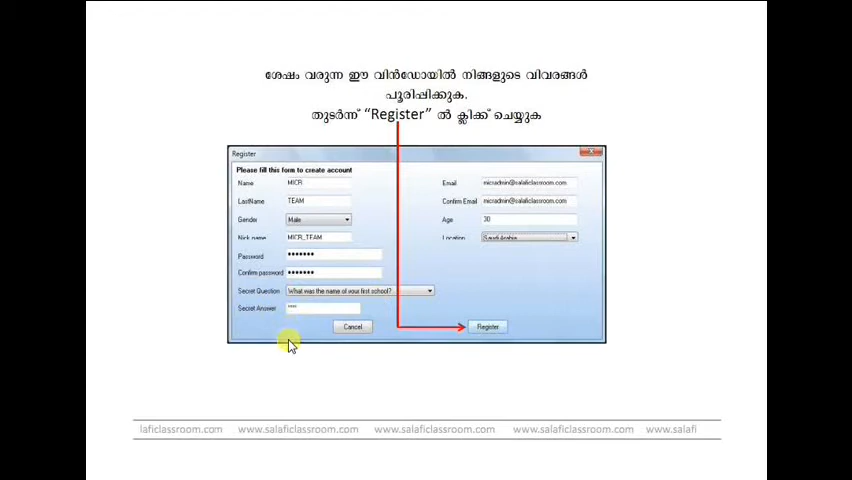 ശേഷം വരുന്ന ഈ വിൻഡോയിൽ നിങ്ങളുടെ വിവരങ്ങൾ
പൂരിപ്പിക്കുക.
തുടർന്ന് “Register” ൽ ക്ലിക്ക് ചെയ്യുക
Register
Please fill this form to create account
Name MICR Email micradmin@salaficlassroom.com
LastName TEAM Confirm Email micradmin@salaficlassroom.com
Gender Male Age 30
Nick name MICR_TEAM Location Saudi Arabia
Password •••••••
Confirm password •••••••
Secret Question What was the name of your first school?
Secret Answer ****
Cancel Register
laficlassroom.com www.salaficlassroom.com www.salaficlassroom.com www.salaficlassroom.com www.salafi